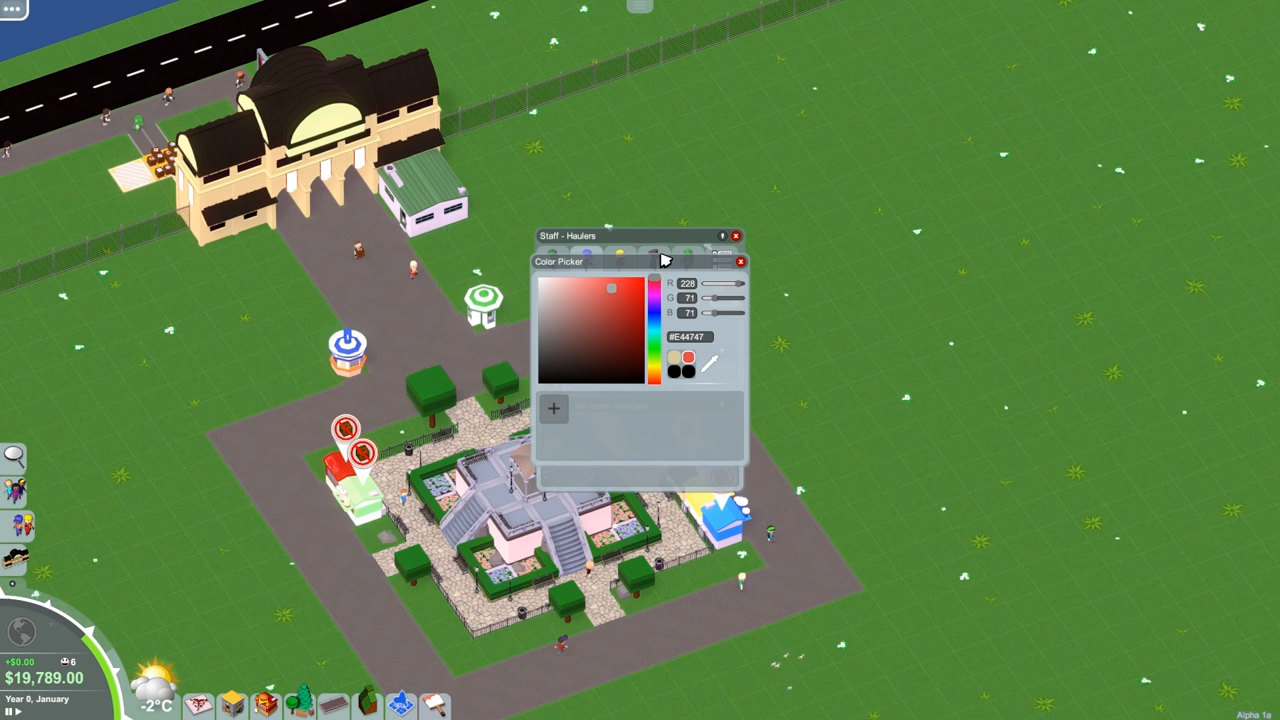 Staff - Haulers
Color Picker
R 228
G 71
B 71
#E44747
+$0.00 6
$19,789.00
Year 0, January
-2°C
Alpha 1a